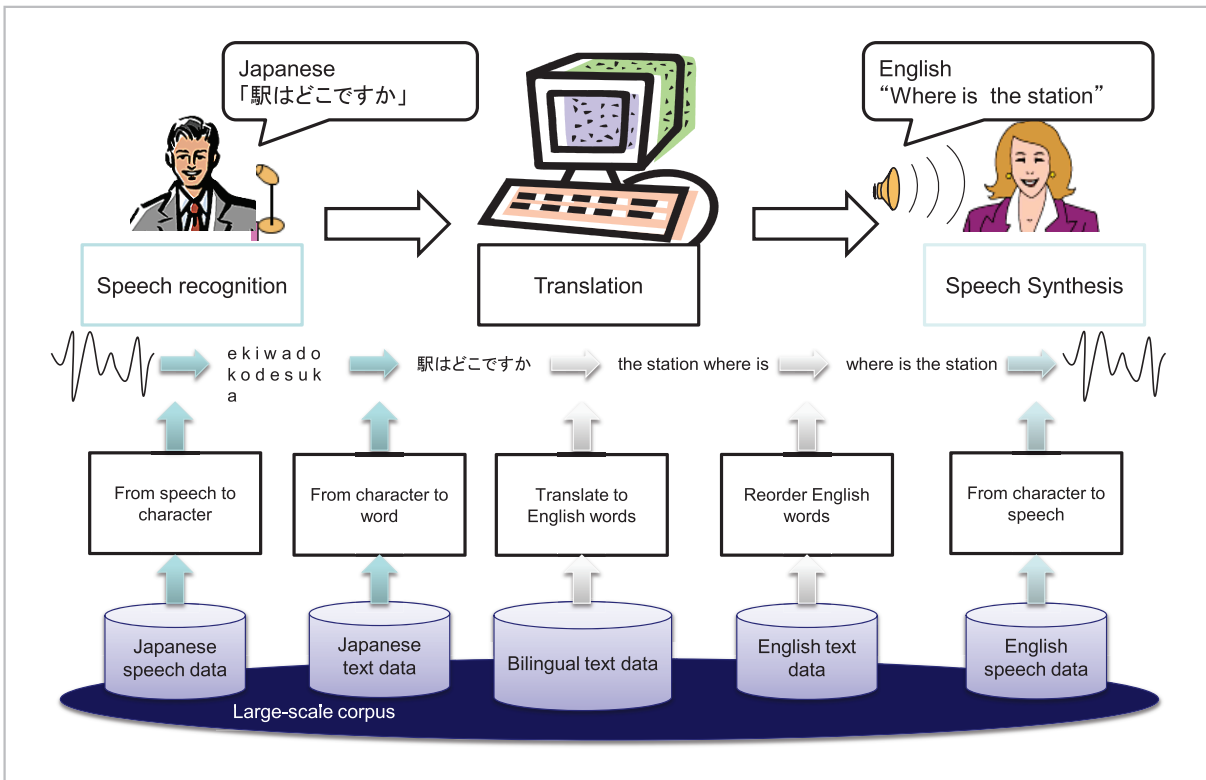 Japanese
「駅はどこですか」
English
“Where is the station”
Speech recognition
Translation
Speech Synthesis
e k i w a d o
k o d e s u k
a
駅はどこですか
the station where is
where is the station
From speech to
character
From character to
word
Translate to
English words
Reorder English
words
From character to
speech
Japanese
speech data
Japanese
text data
Bilingual text data
English text
data
English
speech data
Large-scale corpus